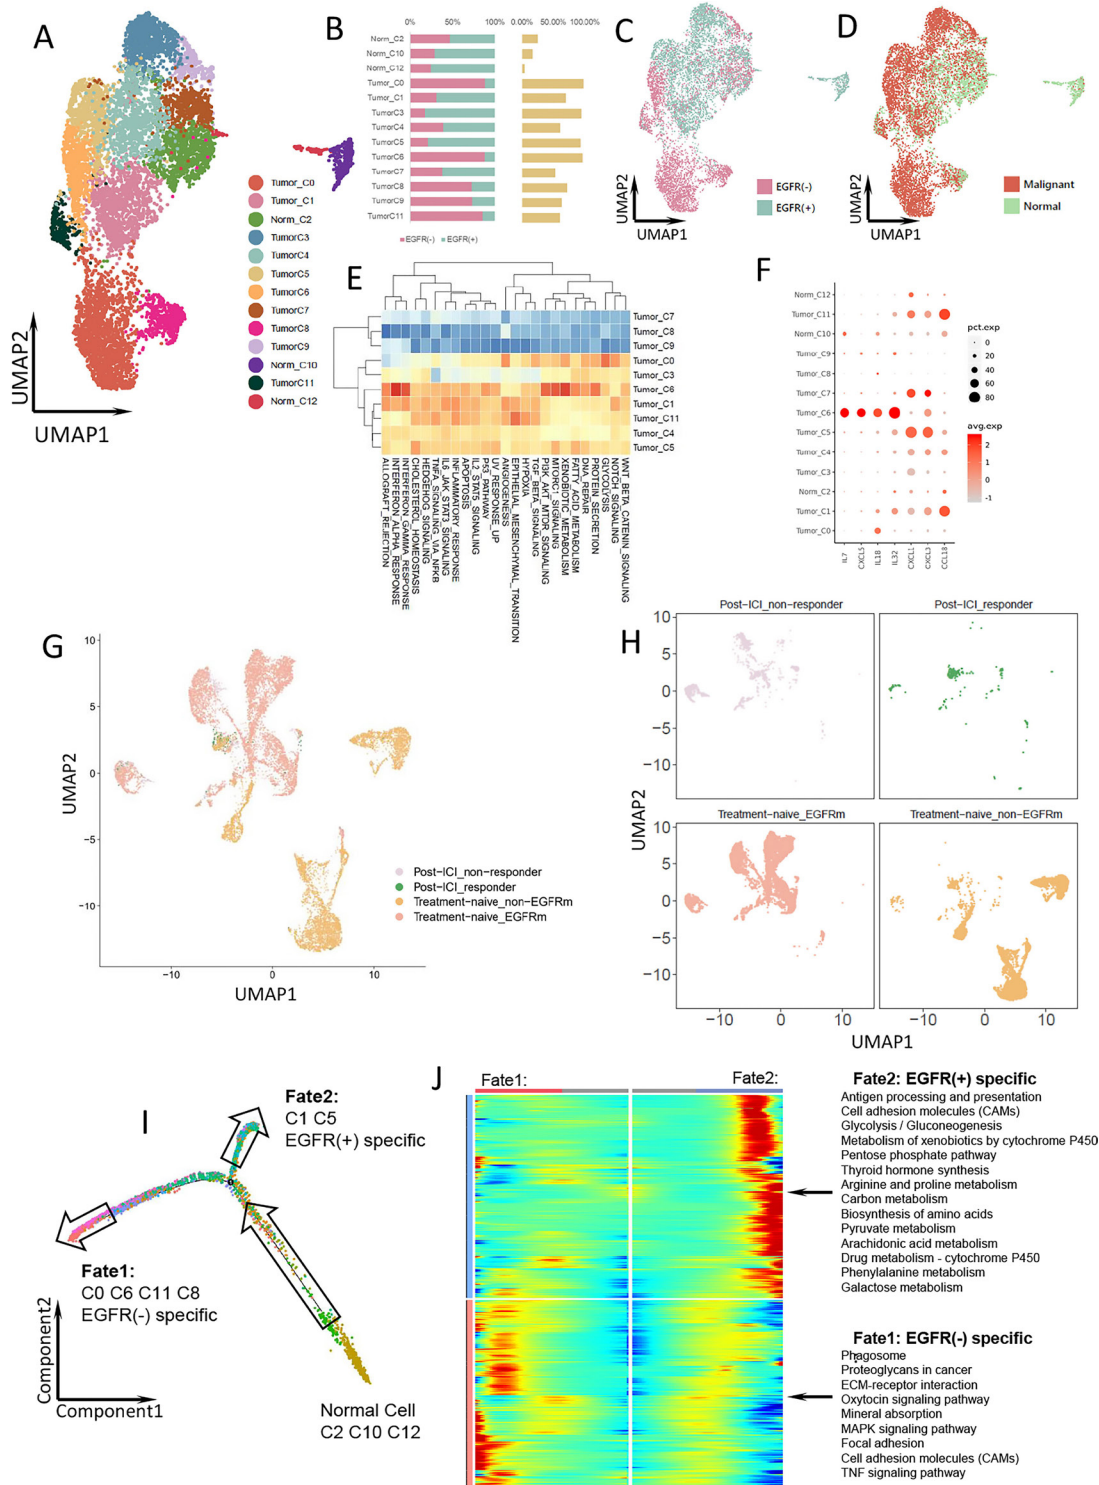 A
UMAP2
UMAP1
Tumor_C0
Tumor_C1
Norm_C2
TumorC3
TumorC4
TumorC5
TumorC6
TumorC7
TumorC8
TumorC9
Norm_C10
TumorC11
Norm_C12
B
0% 50% 100% 0.00% 50.00% 100.00%
Norm_C2
Norm_C10
Norm_C12
Tumor_C0
Tumor_C1
TumorC3
TumorC4
TumorC5
TumorC6
TumorC7
TumorC8
TumorC9
TumorC11
EGFR(-) EGFR(+)
C
UMAP2
UMAP1
EGFR(-)
EGFR(+)
D
UMAP2
UMAP1
Malignant
Normal
E
Tumor_C7
Tumor_C8
Tumor_C9
Tumor_C0
Tumor_C3
Tumor_C6
Tumor_C1
Tumor_C11
Tumor_C4
Tumor_C5
ALLOGRAFT_REJECTION
INTERFERON_ALPHA_RESPONSE
INTERFERON_GAMMA_RESPONSE
CHOLESTEROL_HOMEOSTASIS
HEDGEHOG_SIGNALING
TNFA_SIGNALING_VIA_NFKB
IL6_JAK_STAT3_SIGNALING
INFLAMMATORY_RESPONSE
APOPTOSIS
IL2_STAT5_SIGNALING
P53_PATHWAY
UV_RESPONSE_UP
ANGIOGENESIS
EPITHELIAL_MESENCHYMAL_TRANSITION
HYPOXIA
TGF_BETA_SIGNALING
PI3K_AKT_MTOR_SIGNALING
MTORC1_SIGNALING
XENOBIOTIC_METABOLISM
FATTY_ACID_METABOLISM
DNA_REPAIR
PROTEIN_SECRETION
GLYCOLYSIS
NOTCH_SIGNALING
WNT_BETA_CATENIN_SIGNALING
F
Norm_C12
Tumor_C11
Norm_C10
Tumor_C9
Tumor_C8
Tumor_C7
Tumor_C6
Tumor_C5
Tumor_C4
Tumor_C3
Norm_C2
Tumor_C1
Tumor_C0
IL7
CXCL5
IL18
IL32
CXCL1
CXCL3
CCL18
pct.exp
0
20
40
60
80
avg.exp
2
1
0
-1
G
10
5
0
−5
−10
−10 0 10
UMAP2
UMAP1
Post-ICI_non-responder
Post-ICI_responder
Treatment-naive_non-EGFRm
Treatment-naive_EGFRm
H
Post-ICI_non-responder
Post-ICI_responder
5
0
−5
−10
Treatment-naive_EGFRm
Treatment-naive_non-EGFRm
10
5
0
−5
−10
−10 0 10 −10 0 10
UMAP2
UMAP1
I
Fate2:
C1 C5
EGFR(+) specific
Fate1:
C0 C6 C11 C8
EGFR(-) specific
Normal Cell
C2 C10 C12
Component2
Component1
J
Fate1: Fate2:
Fate2: EGFR(+) specific
Antigen processing and presentation
Cell adhesion molecules (CAMs)
Glycolysis / Gluconeogenesis
Metabolism of xenobiotics by cytochrome P450
Pentose phosphate pathway
Thyroid hormone synthesis
Arginine and proline metabolism
Carbon metabolism
Biosynthesis of amino acids
Pyruvate metabolism
Arachidonic acid metabolism
Drug metabolism - cytochrome P450
Phenylalanine metabolism
Galactose metabolism
Fate1: EGFR(-) specific
Phagosome
Proteoglycans in cancer
ECM-receptor interaction
Oxytocin signaling pathway
Mineral absorption
MAPK signaling pathway
Focal adhesion
Cell adhesion molecules (CAMs)
TNF signaling pathway